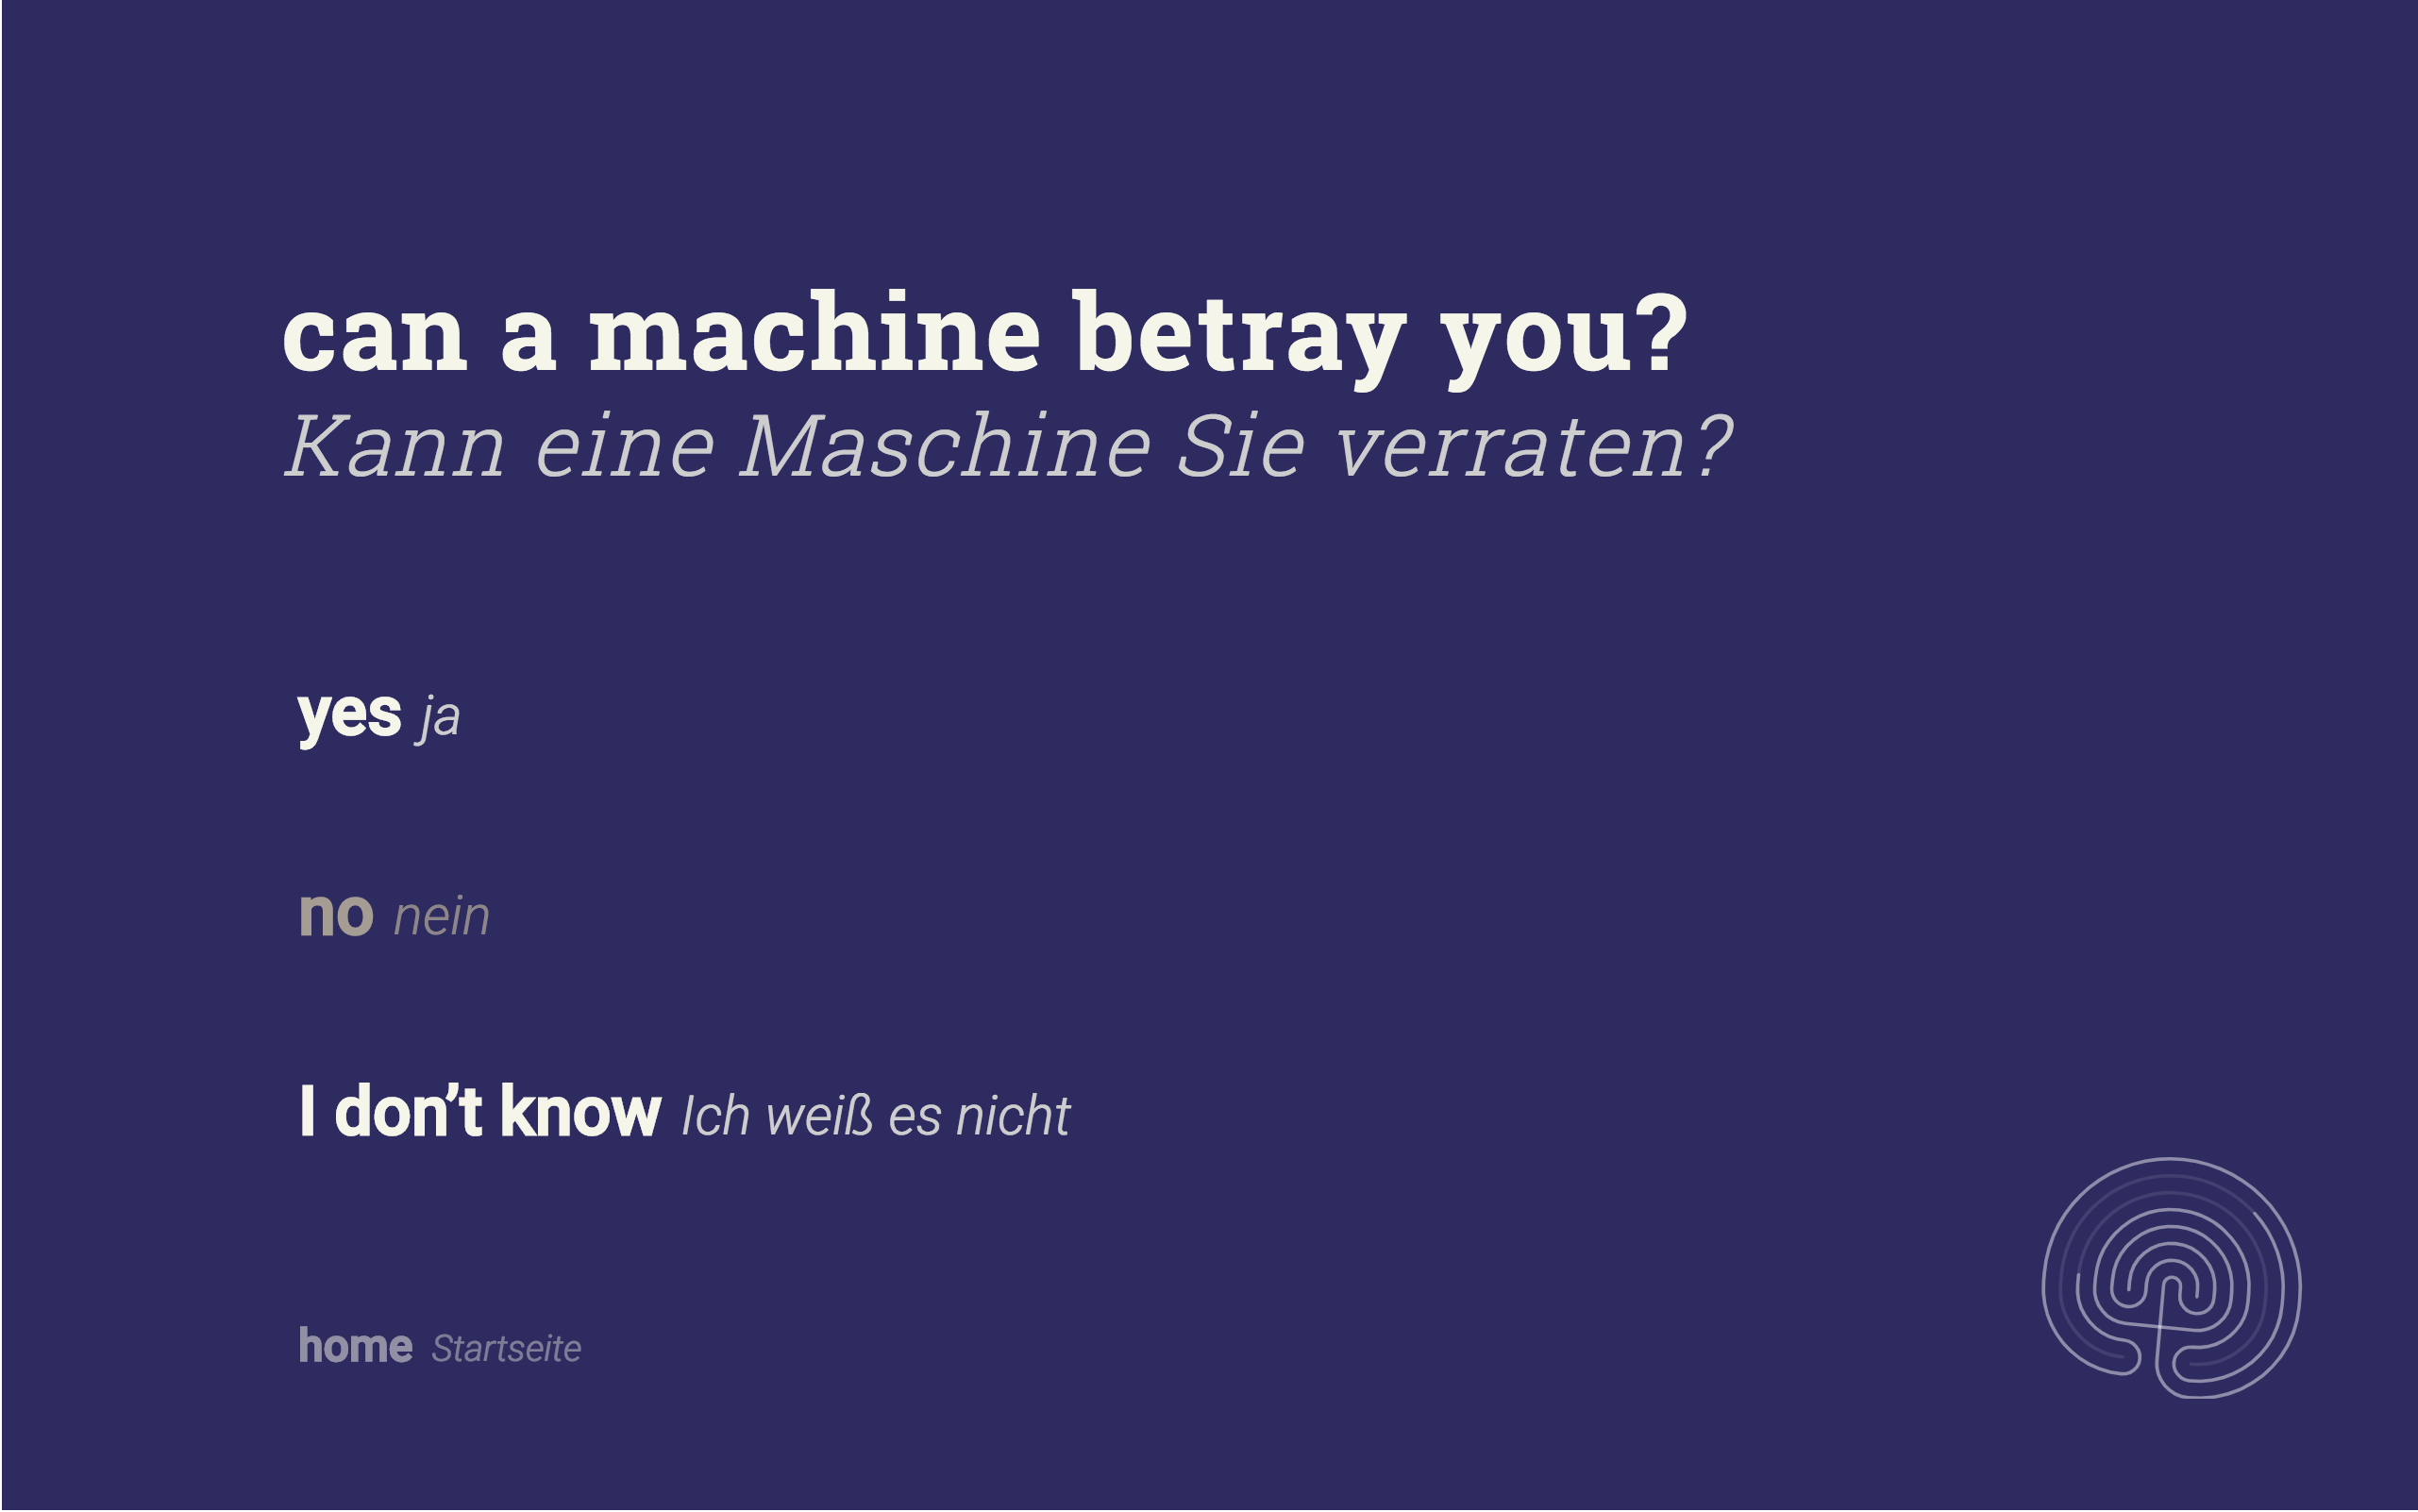 can a machine betray you?
Kann eine Maschine Sie verraten?
yes ja
no nein
I don’t know Ich weiß es nicht
home Startseite